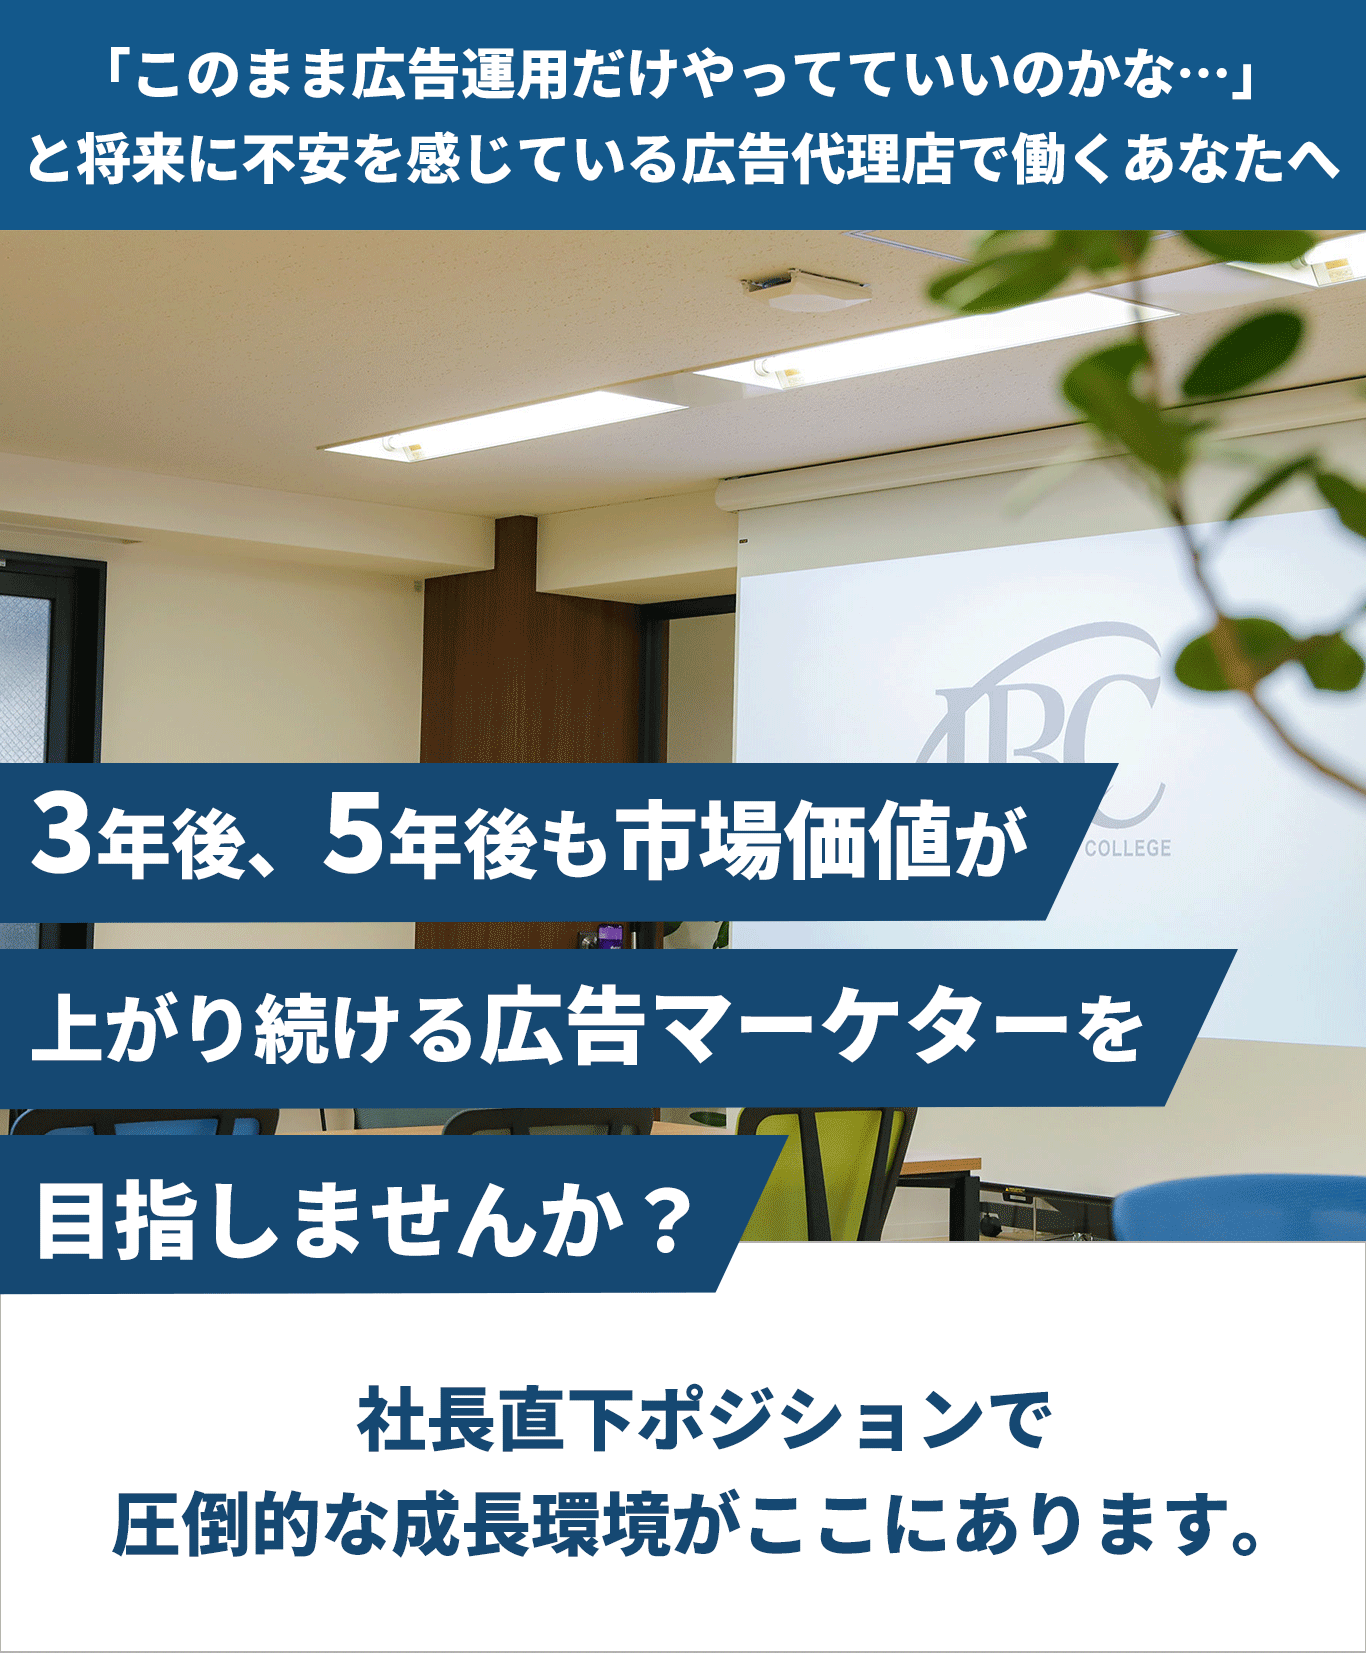 「このまま広告運用だけやってていいのかな…」
と将来に不安を感じている広告代理店で働くあなたへ
3年後、5年後も市場価値が
COLLEGE
上がり続ける広告マーケターを
目指しませんか？
社長直下ポジションで
圧倒的な成長環境がここにあります。